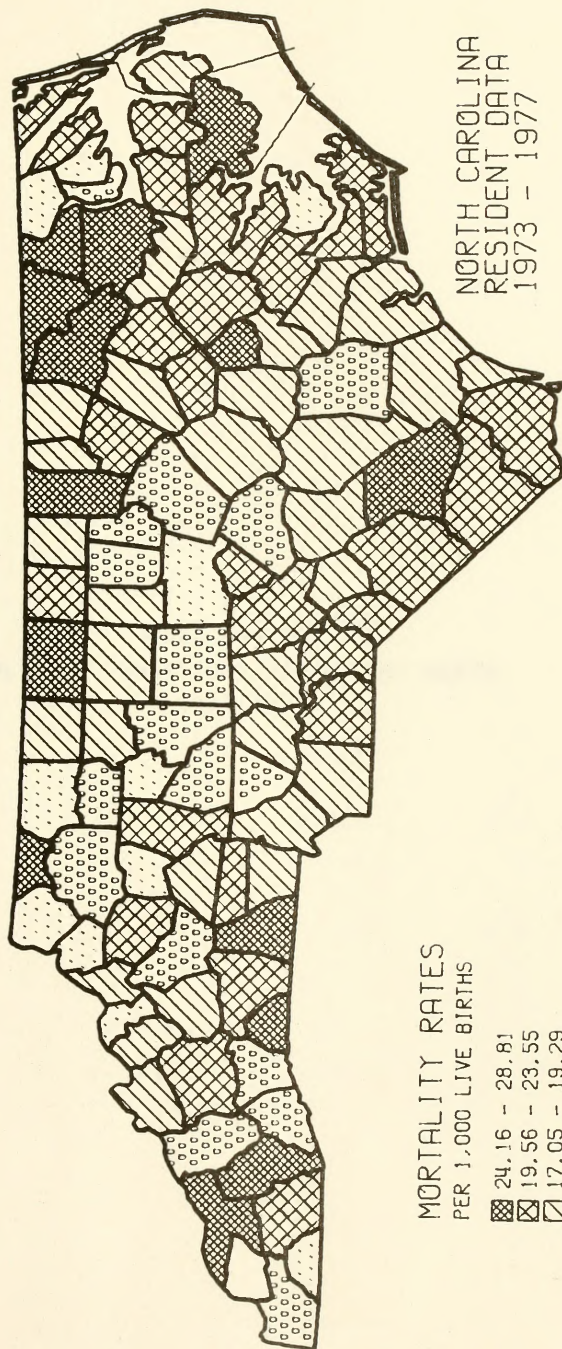 MORTALITY RATES
PER 1,000 LIVE BIRTHS
24.16 - 28.81
19.56 - 23.55
17.05 - 19.29
NORTH CAROLINA
RESIDENT DATA
1973 - 1977